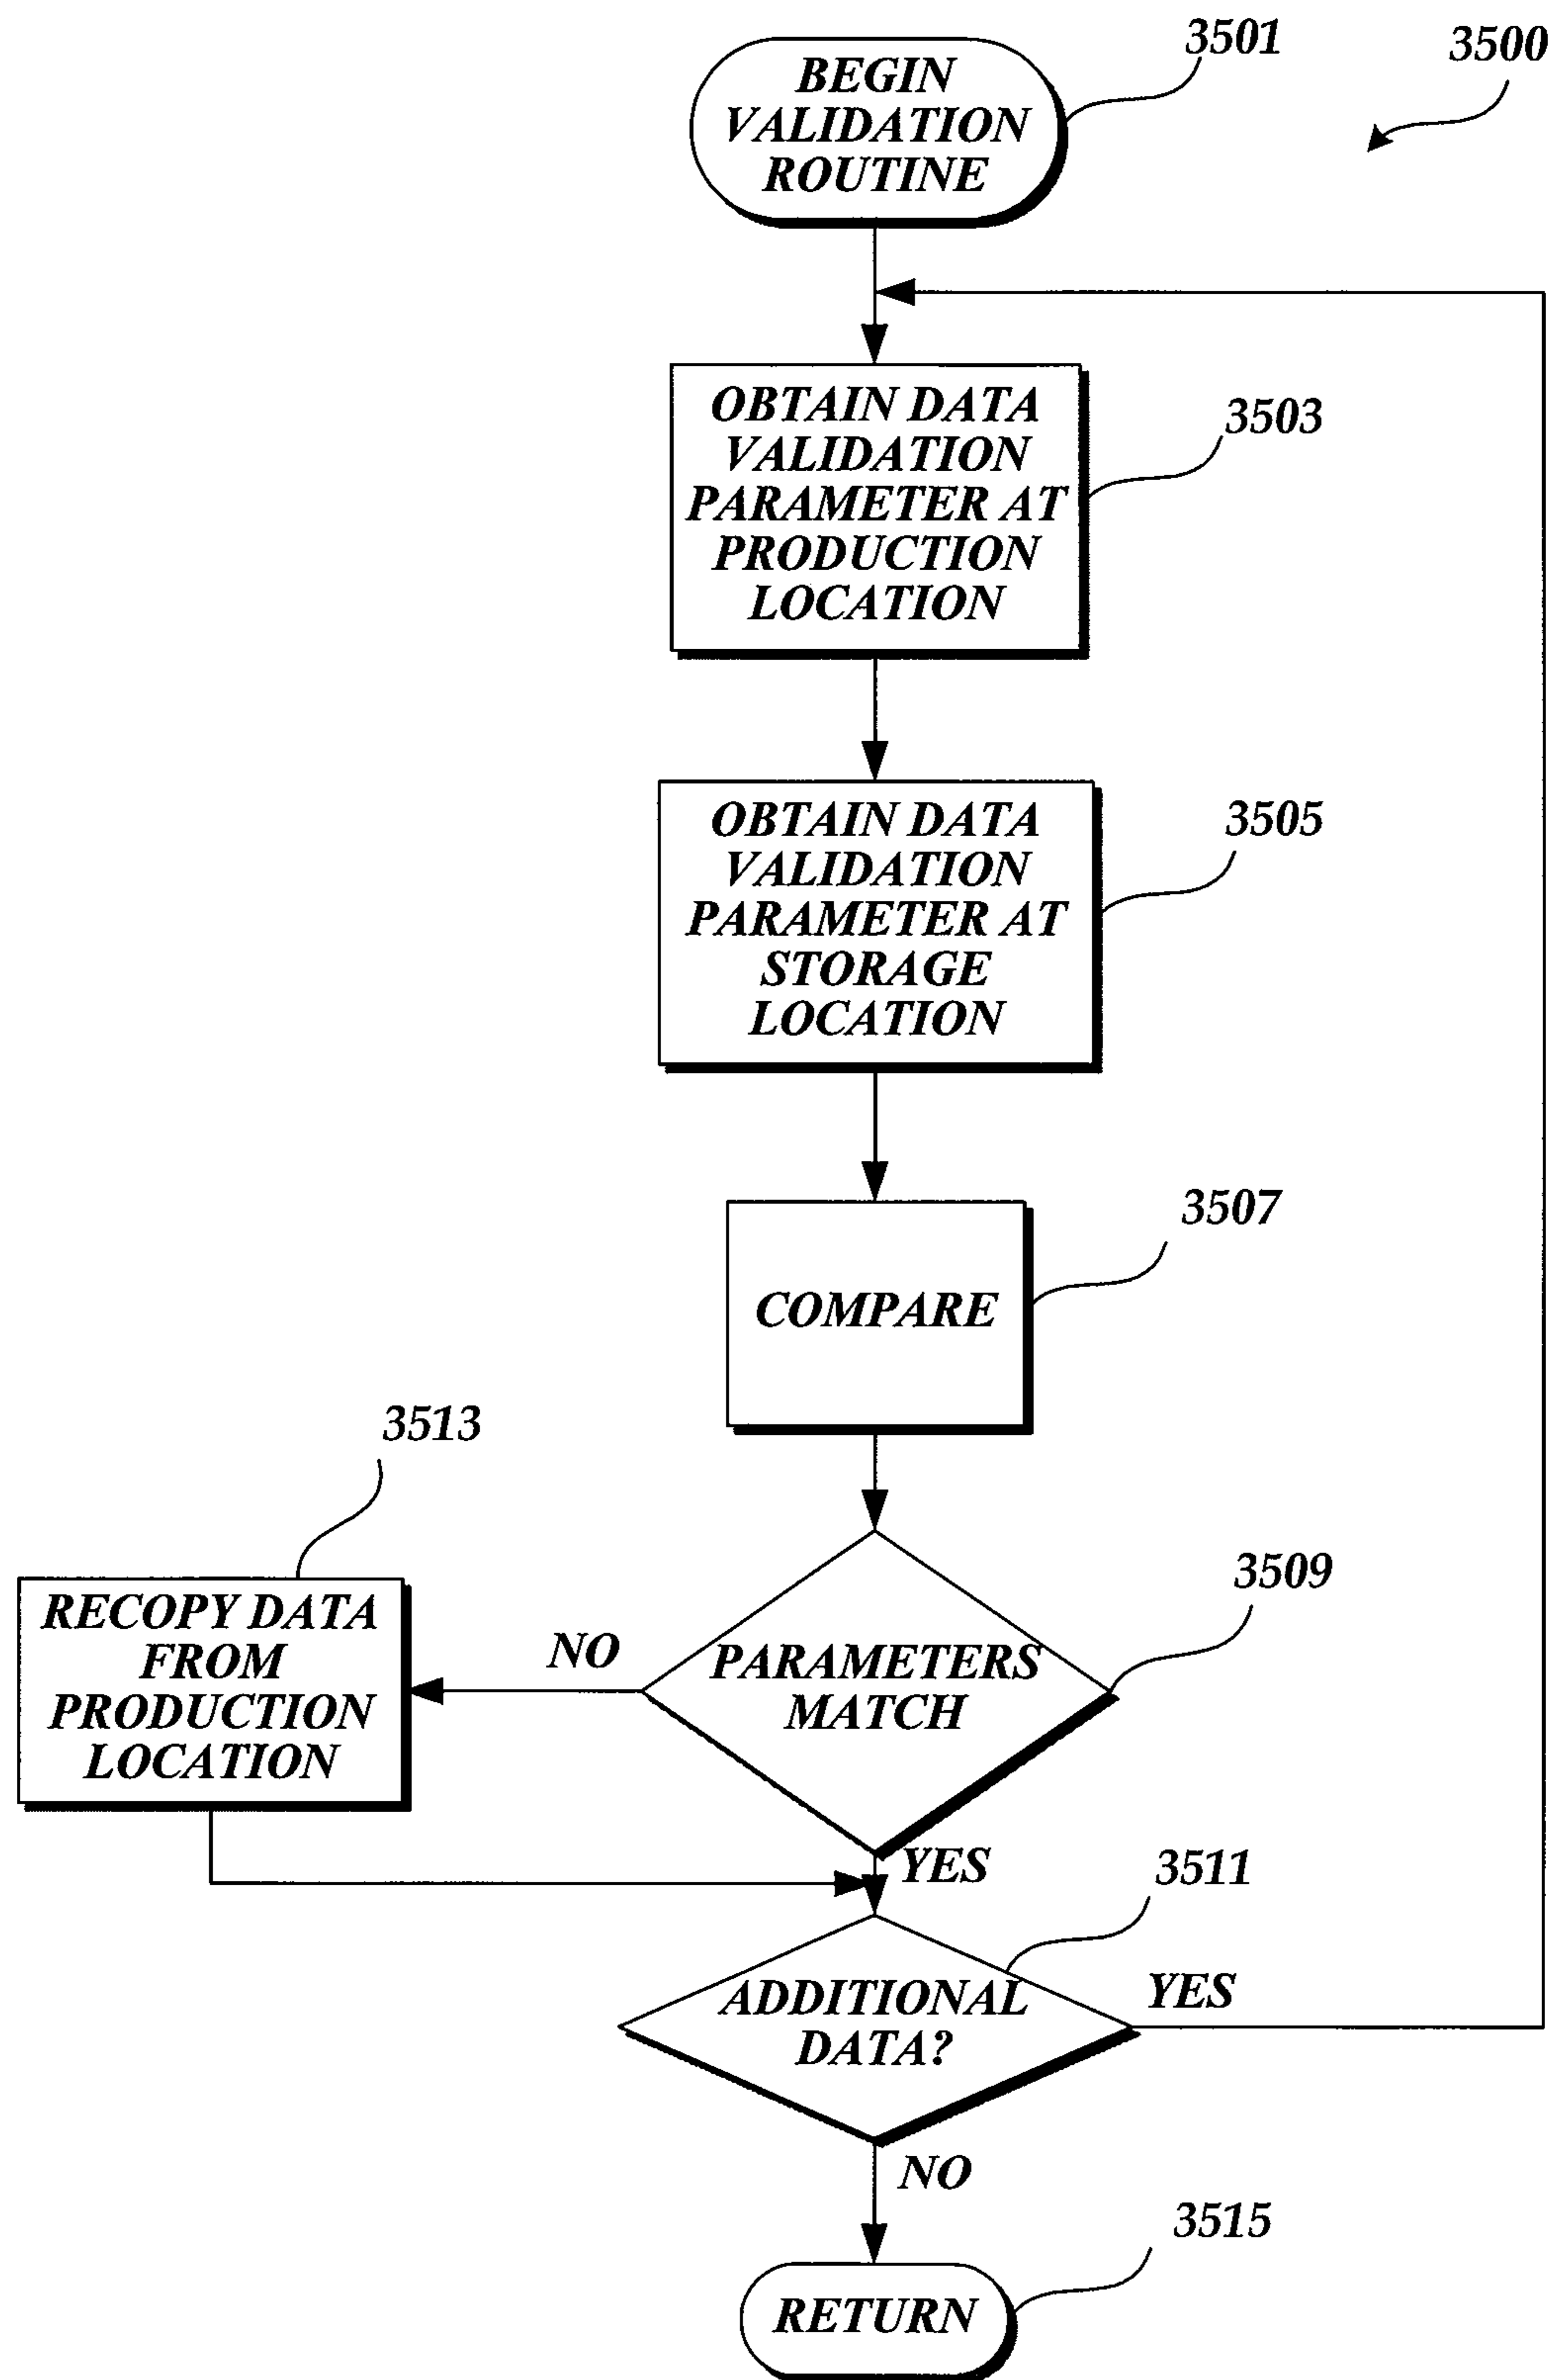 3501
3500
BEGIN
VALIDATION
ROUTINE
OBTAIN DATA
VALIDATION
PARAMETER AT
PRODUCTION
LOCATION
3503
OBTAIN DATA
VALIDATION
PARAMETER AT
STORAGE
LOCATION
3505
COMPARE
3507
3513
RECOPY DATA
FROM
PRODUCTION
LOCATION
NO
PARAMETERS
MATCH
3509
YES
3511
ADDITIONAL
DATA?
YES
NO
3515
RETURN